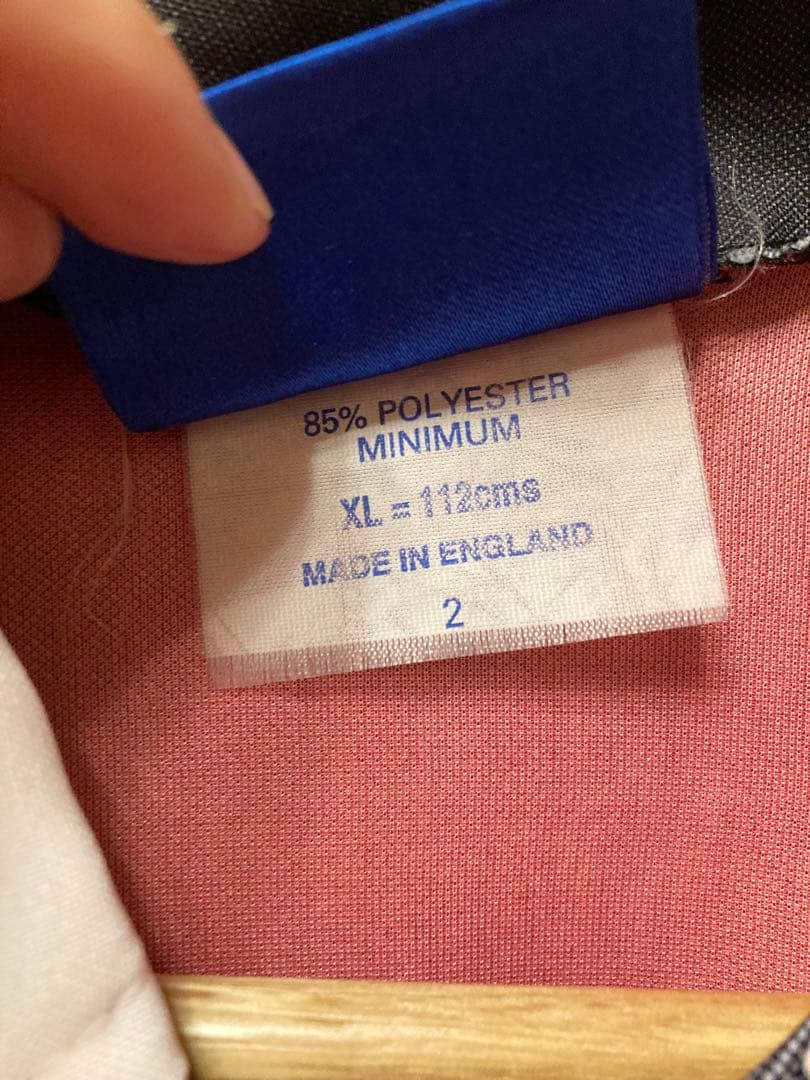 85% POLYESTER
MINIMUM
XL = 112cms
MADE IN ENGLAND
2